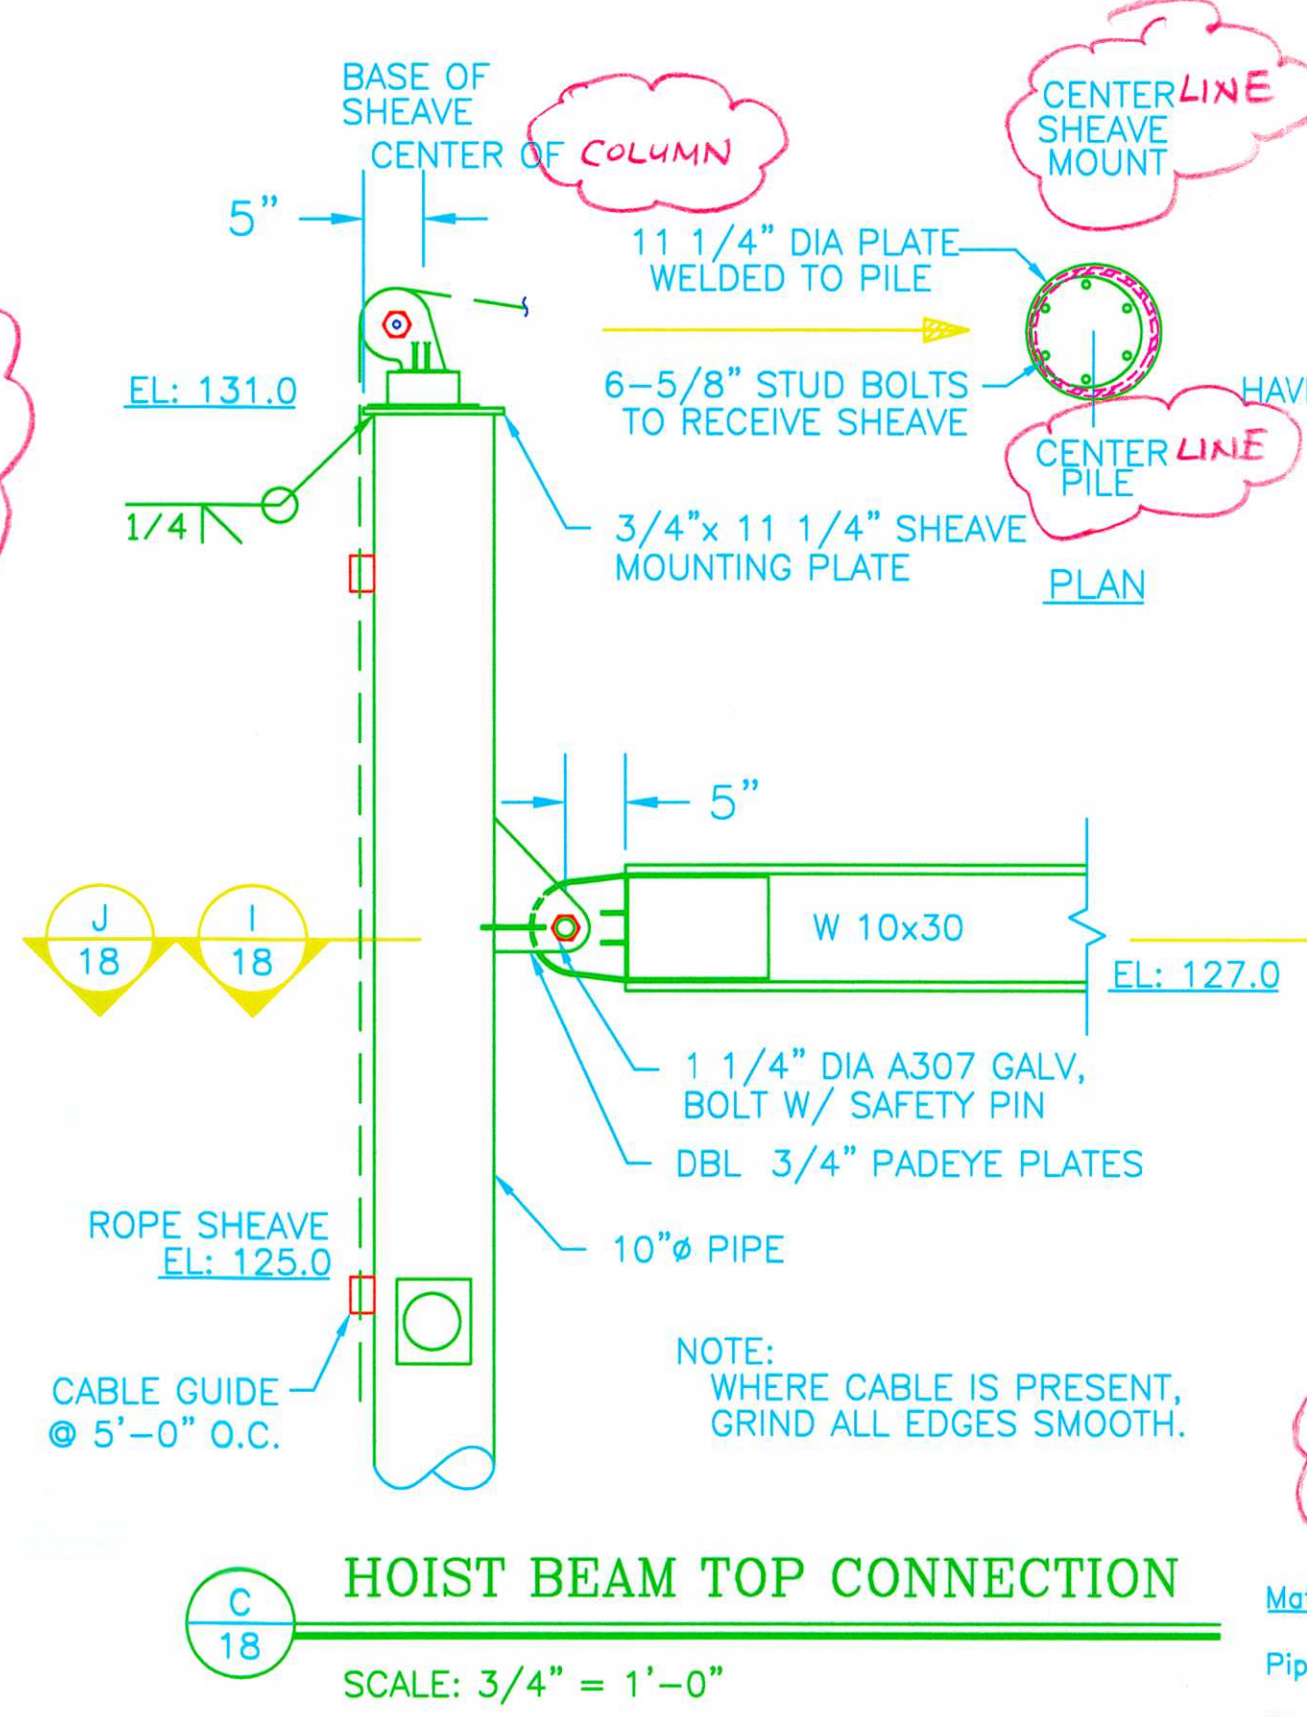 BASE OF
SHEAVE
CENTER OF COLUMN
5"
CENTERLINE
SHEAVE
MOUNT
11 1/4" DIA PLATE
WELDED TO PILE
EL: 131.0
6-5/8" STUD BOLTS
TO RECEIVE SHEAVE
CENTER LINE
PILE
1/4
3/4"x 11 1/4" SHEAVE
MOUNTING PLATE
PLAN
5"
J
18
I
18
W 10x30
EL: 127.0
1 1/4" DIA A307 GALV,
BOLT W/ SAFETY PIN
DBL 3/4" PADEYE PLATES
ROPE SHEAVE
EL: 125.0
10"ø PIPE
CABLE GUIDE
@ 5'-0" O.C.
NOTE:
WHERE CABLE IS PRESENT,
GRIND ALL EDGES SMOOTH.
C
18
HOIST BEAM TOP CONNECTION
SCALE: 3/4" = 1'-0"